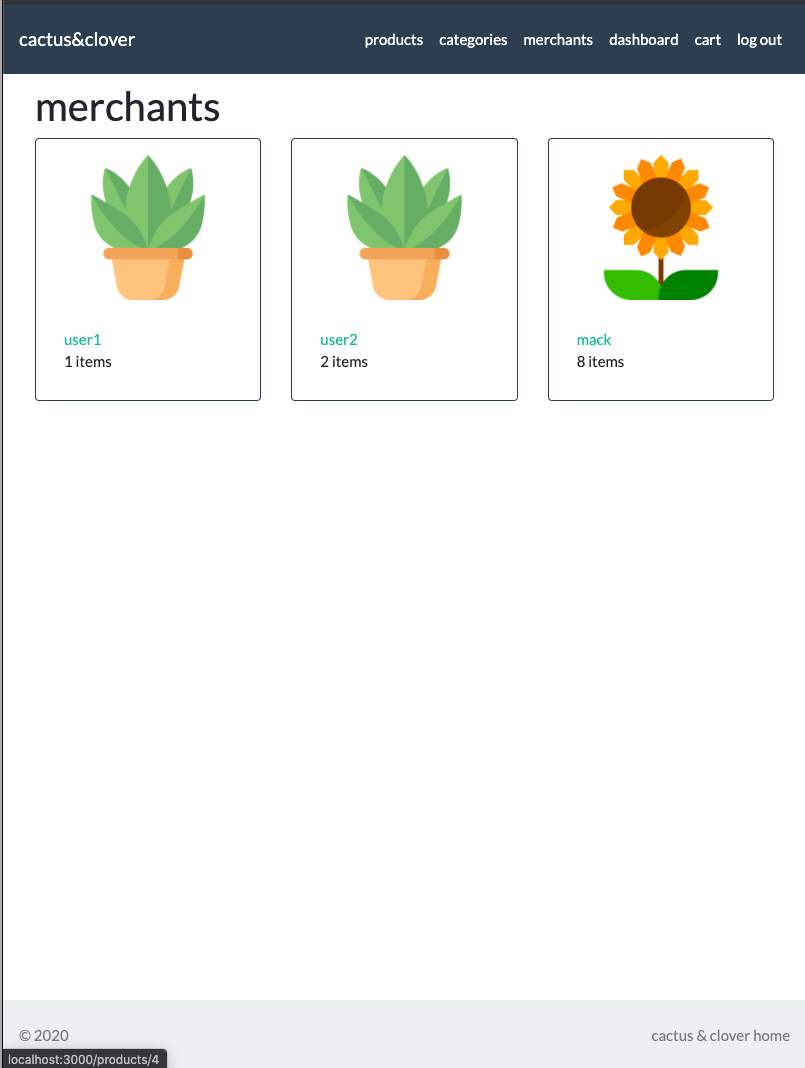 cactus&clover products categories merchants dashboard cart log out
merchants
user1
1 items
user2
2 items
mack
8 items
© 2020 cactus & clover home
localhost:3000/products/4